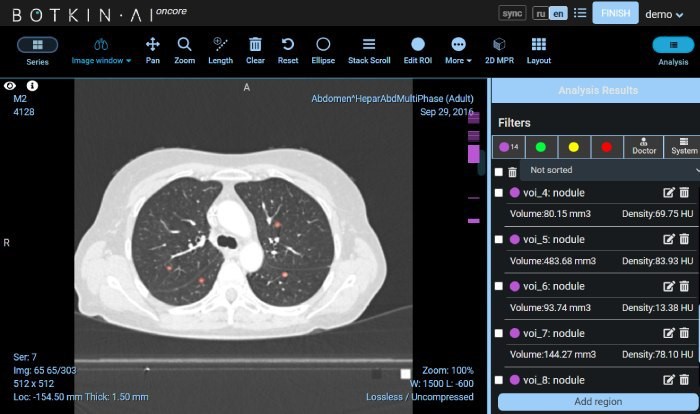 BOTKIN·AI oncore
sync ru en FINISH demo
Series Image window Pan Zoom Length Clear Reset Ellipse Stack Scroll Edit ROI More 2D MPR Layout Analysis
M2
4128
A
Abdomen^HeparAbdMultiPhase (Adult)
Sep 29, 2016
R
Ser: 7
Img: 65 65/303
512 x 512
Loc: -154.50 mm Thick: 1.50 mm
Zoom: 100%
W: 1500 L: -600
Lossless / Uncompressed
Analysis Results
Filters
14 Doctor System
Not sorted
voi_4: nodule
Volume:80.15 mm3 Density:69.75 HU
voi_5: nodule
Volume:483.68 mm3 Density:83.93 HU
voi_6: nodule
Volume:93.74 mm3 Density:13.38 HU
voi_7: nodule
Volume:144.27 mm3 Density:78.10 HU
voi_8: nodule
Add region